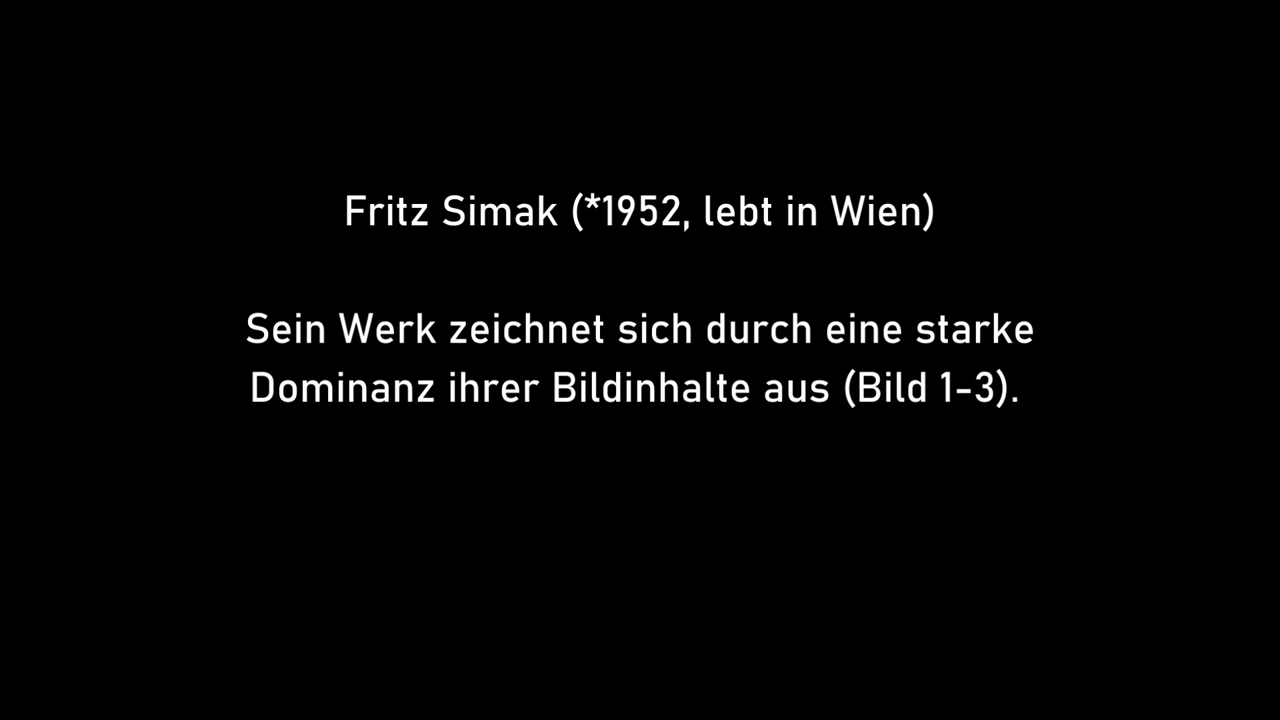 Fritz Simak (*1952, lebt in Wien)
Sein Werk zeichnet sich durch eine starke
Dominanz ihrer Bildinhalte aus (Bild 1-3).